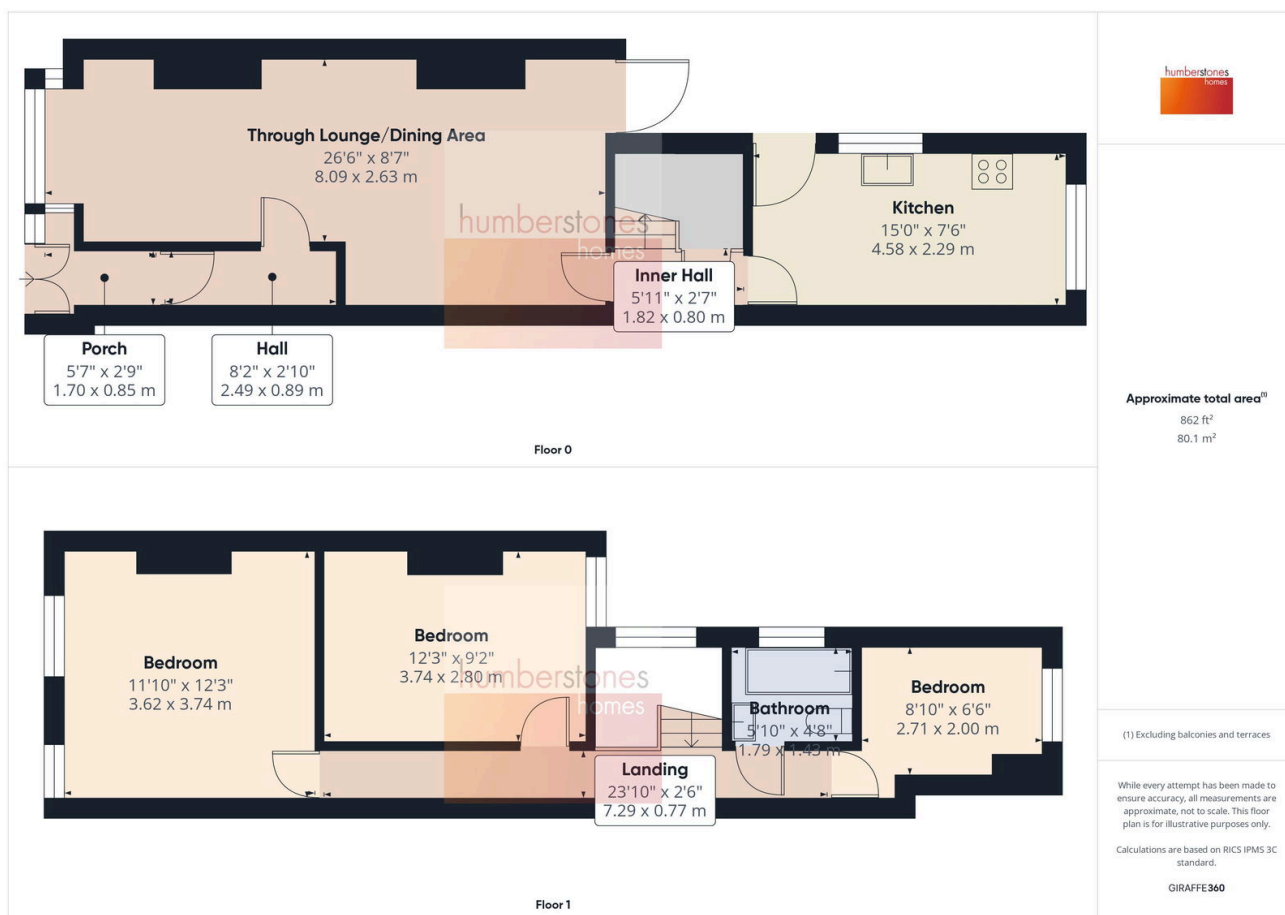 Through Lounge/Dining Area
26'6" x 8'7"
8.09 x 2.63 m
Kitchen
15'0" x 7'6"
4.58 x 2.29 m
Inner Hall
5'11" x 2'7"
1.82 x 0.80 m
Porch
5'7" x 2'9"
1.70 x 0.85 m
Hall
8'2" x 2'10"
2.49 x 0.89 m
humberstones
homes
Floor 0
Bedroom
11'10" x 12'3"
3.62 x 3.74 m
Bedroom
12'3" x 9'2"
3.74 x 2.80 m
humberstones
homes
Bathroom
5'10" x 4'8"
1.79 x 1.43 m
Bedroom
8'10" x 6'6"
2.71 x 2.00 m
Landing
23'10" x 2'6"
7.29 x 0.77 m
Floor 1
humberstones
homes
Approximate total area(1)
862 ft²
80.1 m²
(1) Excluding balconies and terraces
While every attempt has been made to
ensure accuracy, all measurements are
approximate, not to scale. This floor
plan is for illustrative purposes only.
Calculations are based on RICS IPMS 3C
standard.
GIRAFFE360